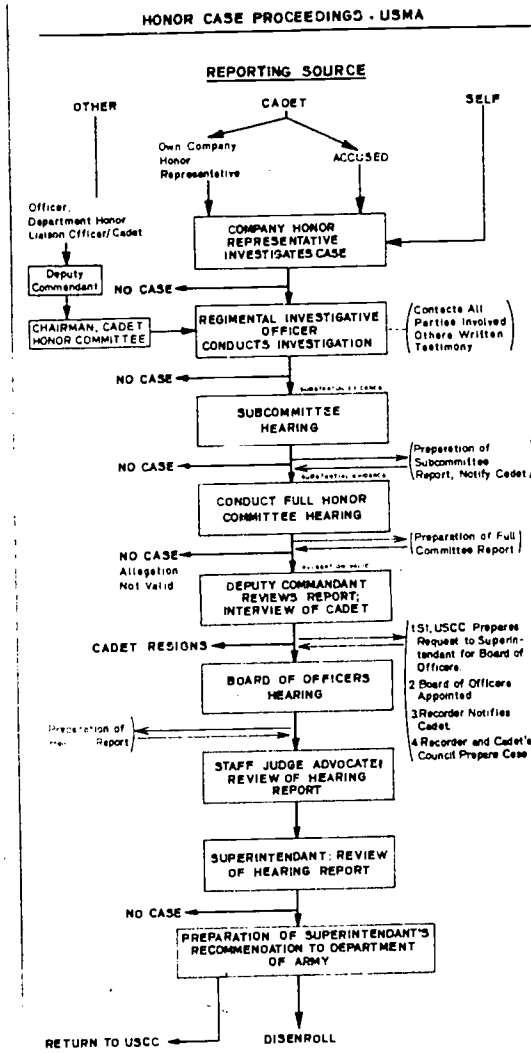 HONOR CASE PROCEEDINGS - USMA
REPORTING SOURCE
OTHER
CADET
SELF
Own Company
Honor
Representative
ACCUSED
Officer,
Department Honor
Liaison Officer/Cadet
COMPANY HONOR
REPRESENTATIVE
INVESTIGATES CASE
Deputy
Commandant
NO CASE
CHAIRMAN, CADET
HONOR COMMITTEE
REGIMENTAL INVESTIGATIVE
OFFICER
CONDUCTS INVESTIGATION
Contacts All
Parties Involved
Others Written
Testimony
NO CASE
SUBSTANTIAL EVIDENCE
SUBCOMMITTEE
HEARING
NO CASE
Preparation of
Subcommittee
Report, Notify Cadet
SUBSTANTIAL EVIDENCE
CONDUCT FULL HONOR
COMMITTEE HEARING
Preparation of Full
Committee Report
NO CASE
Allegation
Not Valid
ALLEGATION VALID
DEPUTY COMMANDANT
REVIEWS REPORT;
INTERVIEW OF CADET
CADET RESIGNS
1.S1, USCC Prepares
Request to Superin-
tendant for Board of
Officers.
2 Board of Officers
Appointed
3.Recorder Notifies
Cadet.
4 Recorder and Cadet's
Council Prepare Case
BOARD OF OFFICERS
HEARING
Preparation of
Report
STAFF JUDGE ADVOCATE:
REVIEW OF HEARING
REPORT
SUPERINTENDANT: REVIEW
OF HEARING REPORT
NO CASE
PREPARATION OF SUPERINTENDANT'S
RECOMMENDATION TO DEPARTMENT
OF ARMY
RETURN TO USCC
DISENROLL